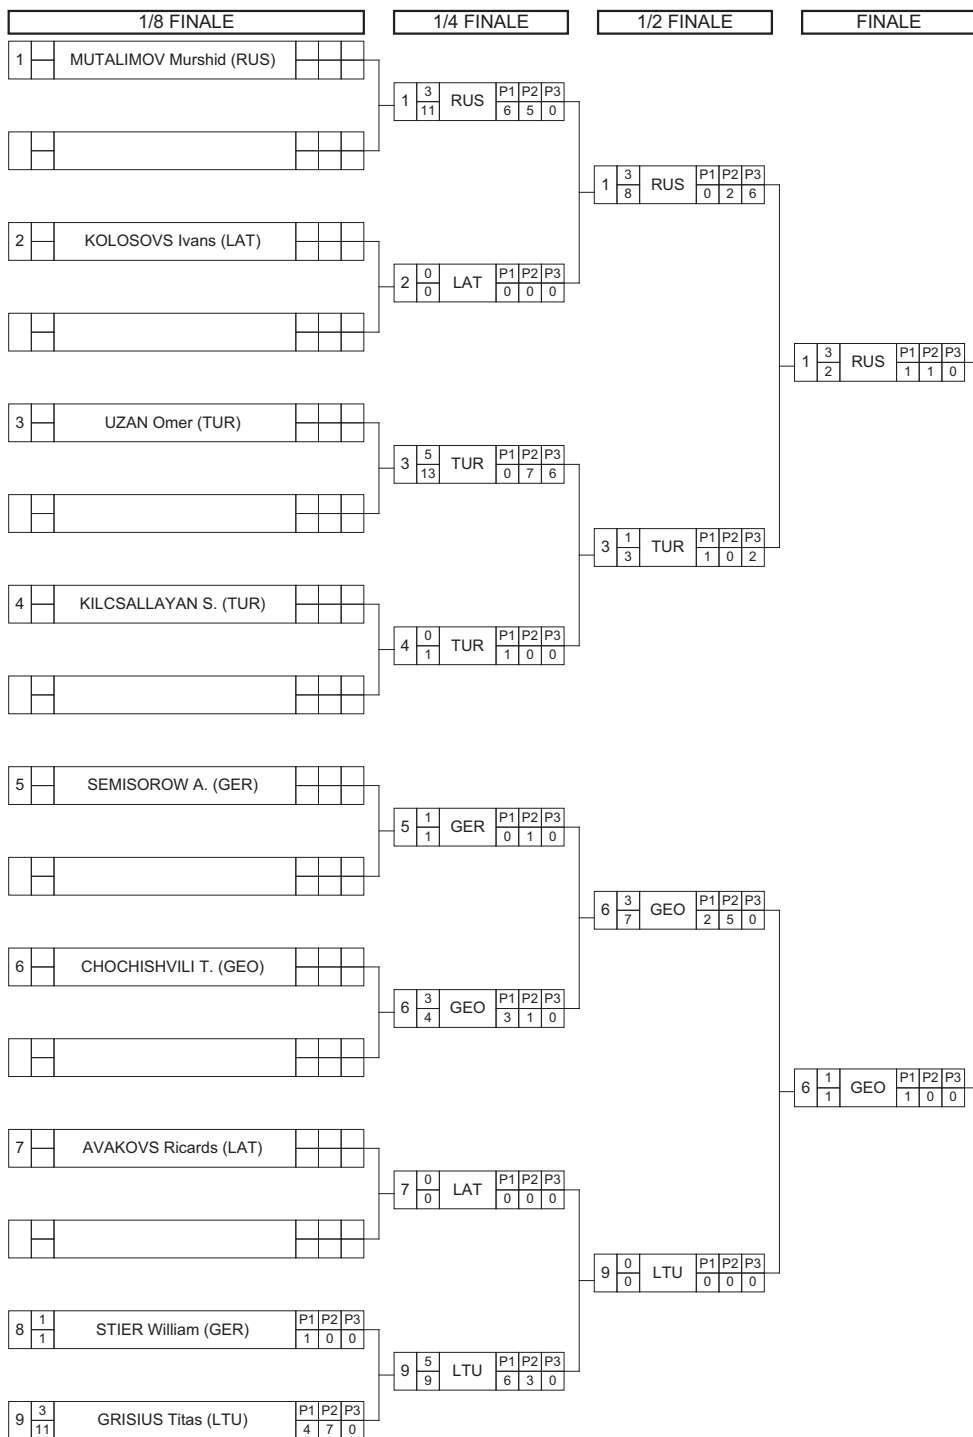 1/8 FINALE 1/4 FINALE 1/2 FINALE FINALE
1 MUTALIMOV Murshid (RUS)
1 3 11 RUS P1 P2 P3 6 5 0
1 3 8 RUS P1 P2 P3 0 2 6
2 KOLOSOVS Ivans (LAT)
2 0 0 LAT P1 P2 P3 0 0 0
1 3 2 RUS P1 P2 P3 1 1 0
3 UZAN Omer (TUR)
3 5 13 TUR P1 P2 P3 0 7 6
3 1 3 TUR P1 P2 P3 1 0 2
4 KILCSALLAYAN S. (TUR)
4 0 1 TUR P1 P2 P3 1 0 0
5 SEMISOROW A. (GER)
5 1 1 GER P1 P2 P3 0 1 0
6 3 7 GEO P1 P2 P3 2 5 0
6 CHOCHISHVILI T. (GEO)
6 3 4 GEO P1 P2 P3 3 1 0
6 1 1 GEO P1 P2 P3 1 0 0
7 AVAKOVS Ricards (LAT)
7 0 0 LAT P1 P2 P3 0 0 0
9 0 0 LTU P1 P2 P3 0 0 0
8 1 1 STIER William (GER) P1 P2 P3 1 0 0
9 5 9 LTU P1 P2 P3 6 3 0
9 3 11 GRISIUS Titas (LTU) P1 P2 P3 4 7 0